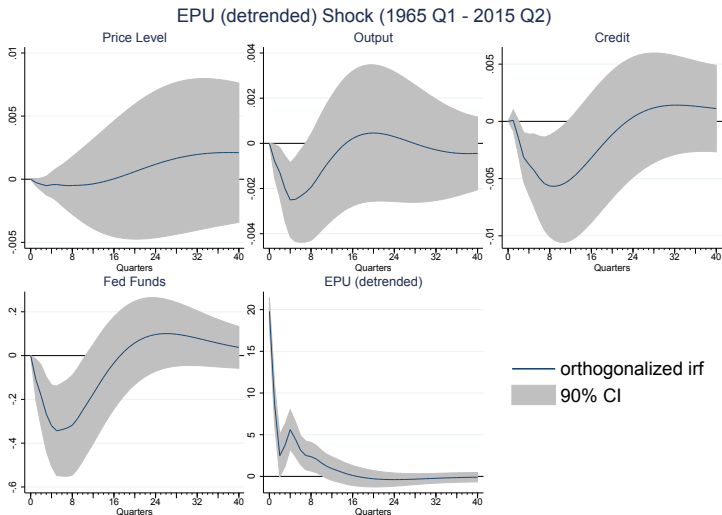 EPU (detrended) Shock (1965 Q1 - 2015 Q2)
Price Level
.01
.005
0
-.005
0 8 16 24 32 40
Quarters
Output
.004
.002
0
-.002
-.004
0 8 16 24 32 40
Quarters
Credit
.005
0
-.005
-.01
0 8 16 24 32 40
Quarters
Fed Funds
.2
0
-.2
-.4
-.6
0 8 16 24 32 40
Quarters
EPU (detrended)
20
15
10
5
0
0 8 16 24 32 40
Quarters
orthogonalized irf
90% CI